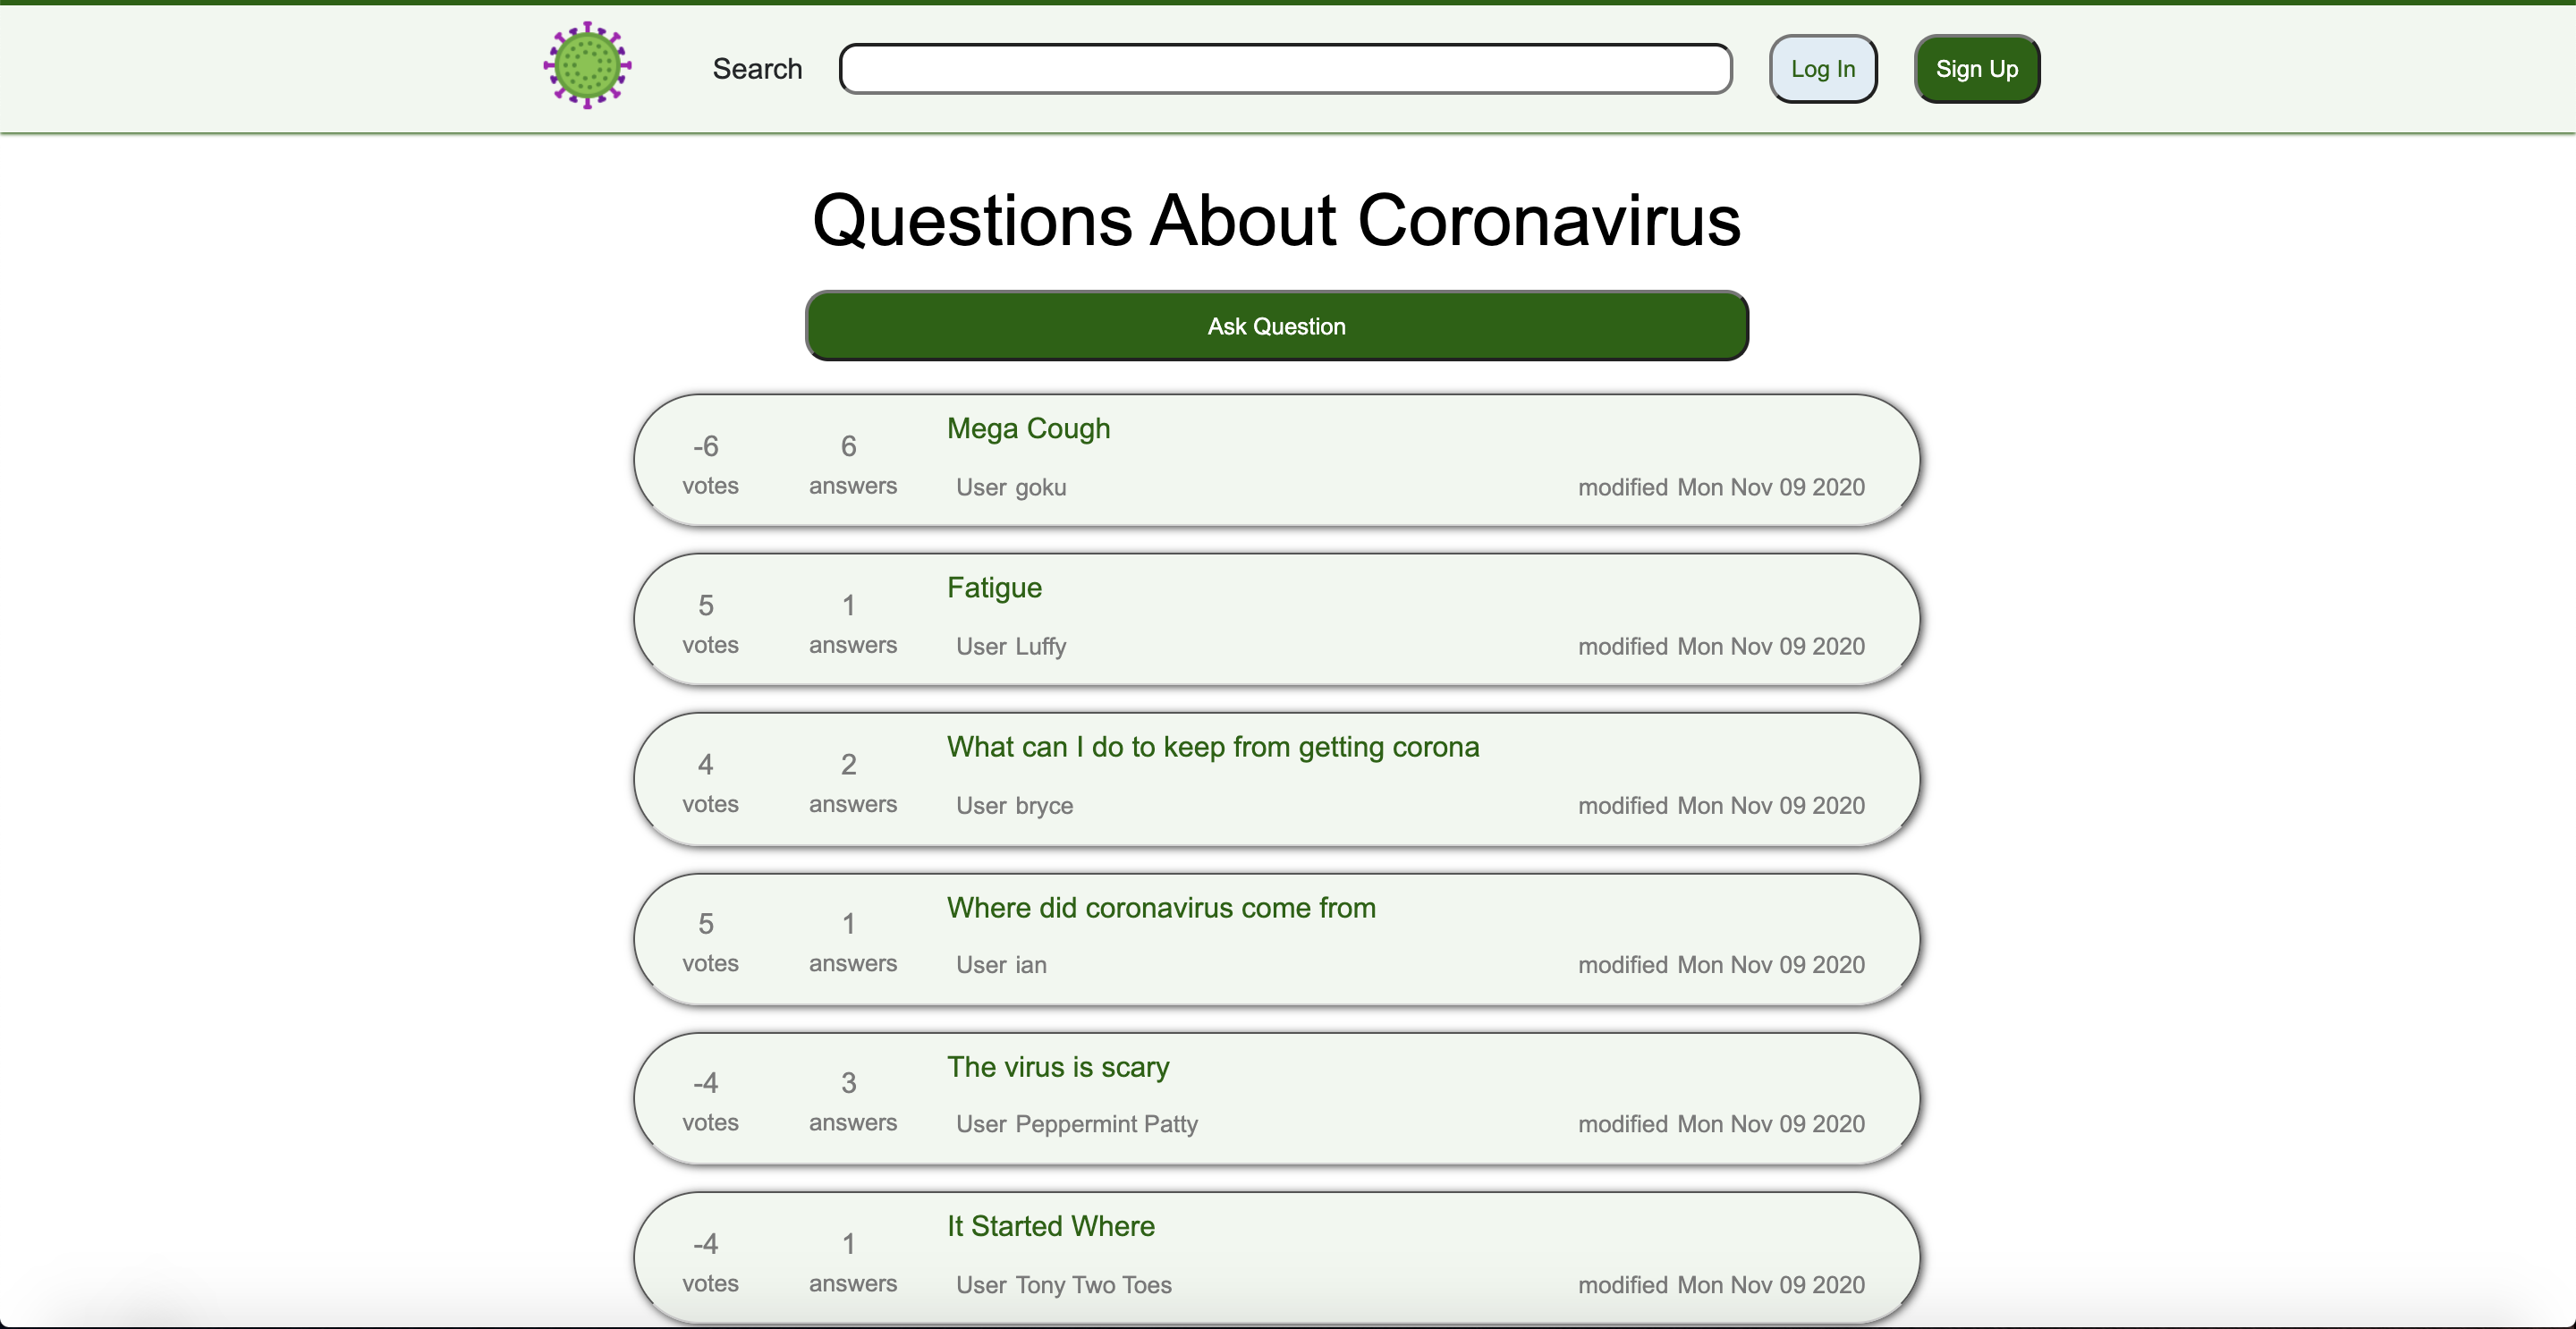 Search Log In Sign Up
Questions About Coronavirus
Ask Question
Mega Cough
-6 6
votes answers User goku modified Mon Nov 09 2020
Fatigue
5 1
votes answers User Luffy modified Mon Nov 09 2020
What can I do to keep from getting corona
4 2
votes answers User bryce modified Mon Nov 09 2020
Where did coronavirus come from
5 1
votes answers User ian modified Mon Nov 09 2020
The virus is scary
-4 3
votes answers User Peppermint Patty modified Mon Nov 09 2020
It Started Where
-4 1
votes answers User Tony Two Toes modified Mon Nov 09 2020